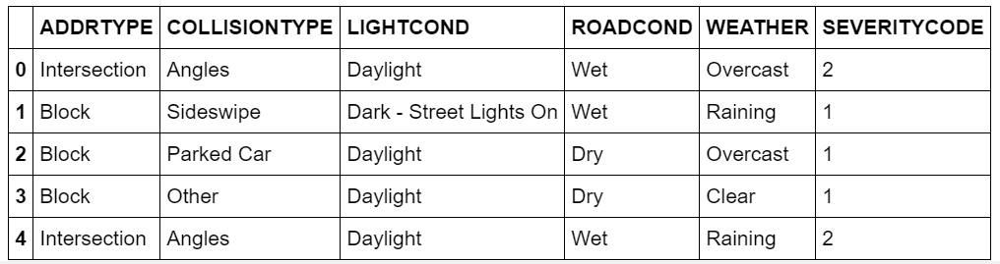 ADDRTYPE COLLISIONTYPE LIGHTCOND ROADCOND WEATHER SEVERITYCODE
0 Intersection Angles Daylight Wet Overcast 2
1 Block Sideswipe Dark - Street Lights On Wet Raining 1
2 Block Parked Car Daylight Dry Overcast 1
3 Block Other Daylight Dry Clear 1
4 Intersection Angles Daylight Wet Raining 2